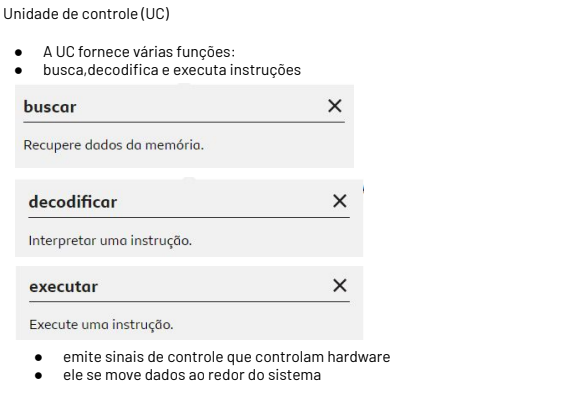 Unidade de controle (UC)
● A UC fornece várias funções:
● busca,decodifica e executa instruções
buscar ✕
Recupere dados da memória.
decodificar ✕
Interpretar uma instrução.
executar ✕
Execute uma instrução.
● emite sinais de controle que controlam hardware
● ele se move dados ao redor do sistema